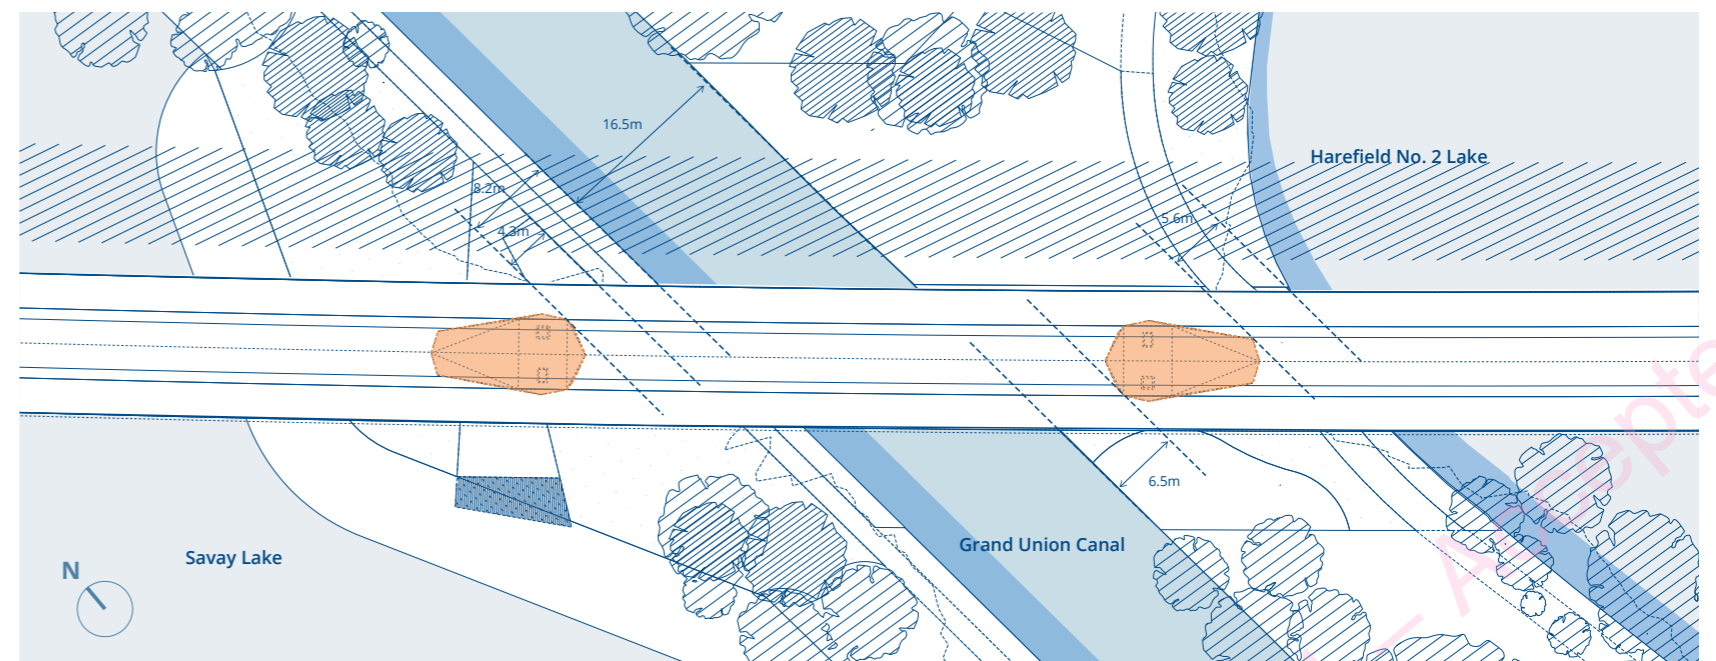 16.5m
Harefield No. 2 Lake
8.2m
5.6m
4.3m
6.5m
Grand Union Canal
Savay Lake
N
– Accepte